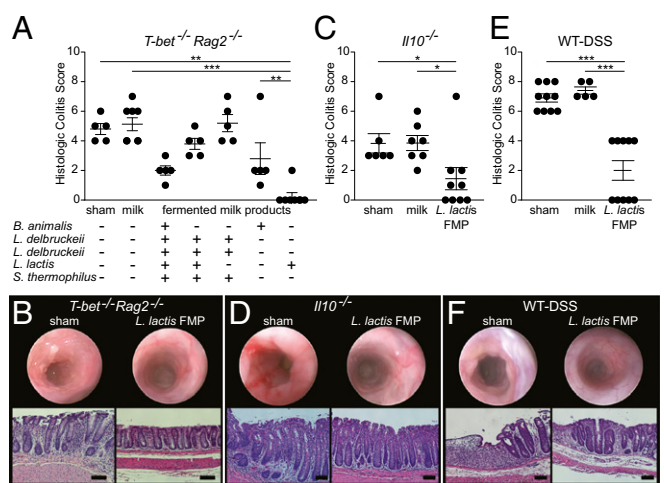 A
T-bet-/- Rag2-/-
**
***
**
Histologic Colitis Score
10
8
6
4
2
0
sham milk fermented milk products
B. animalis - - + - - + -
L. delbruckeii - - + + + - -
L. delbruckeii - - + + + - -
L. lactis - - + + - - +
S. thermophilus - - + + + - -
C
Il10-/-
*
*
Histologic Colitis Score
10
8
6
4
2
0
sham milk L. lactis
FMP
E
WT-DSS
***
***
Histologic Colitis Score
10
8
6
4
2
0
sham milk L. lactis
FMP
B
T-bet-/-Rag2-/-
sham L. lactis FMP
D
Il10-/-
sham L. lactis FMP
F
WT-DSS
sham L. lactis FMP